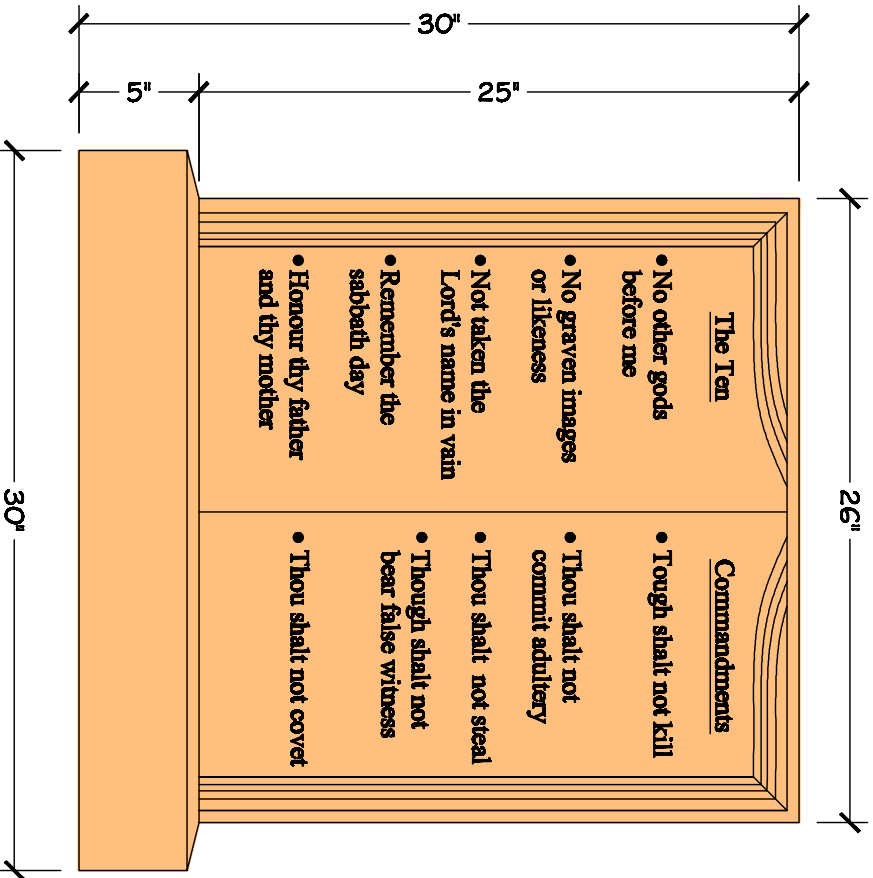 26"
The Ten
Commandments
• No other gods
before me
• No graven images
or likeness
• Not taken the
Lord's name in vain
• Remember the
sabbath day
• Honour thy father
and thy mother
• Tough shalt not kill
• Thou shalt not
commit adultery
• Thou shalt not steal
• Though shalt not
bear false witness
• Thou shalt not covet
30"
25"
5"
30"